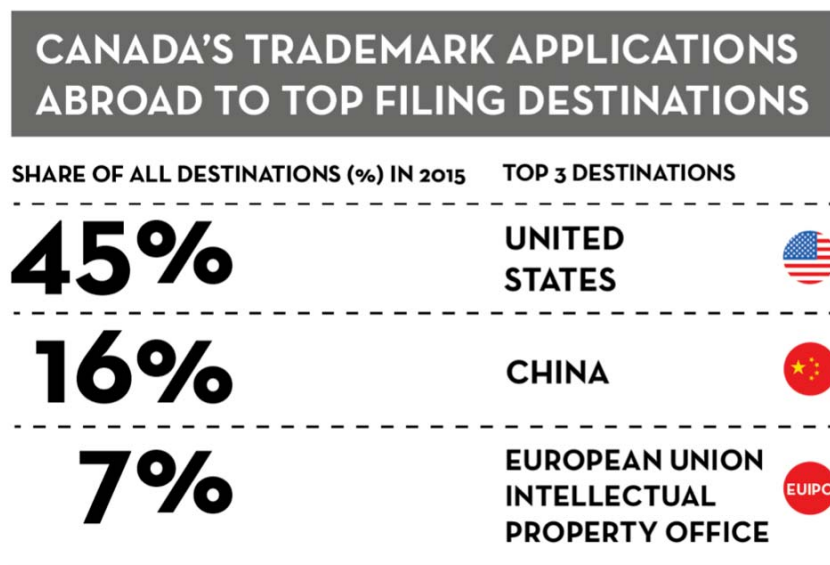 CANADA'S TRADEMARK APPLICATIONS
ABROAD TO TOP FILING DESTINATIONS
SHARE OF ALL DESTINATIONS (%) IN 2015 TOP 3 DESTINATIONS
45% UNITED
STATES
16% CHINA
7% EUROPEAN UNION
INTELLECTUAL
PROPERTY OFFICE
EUIPO